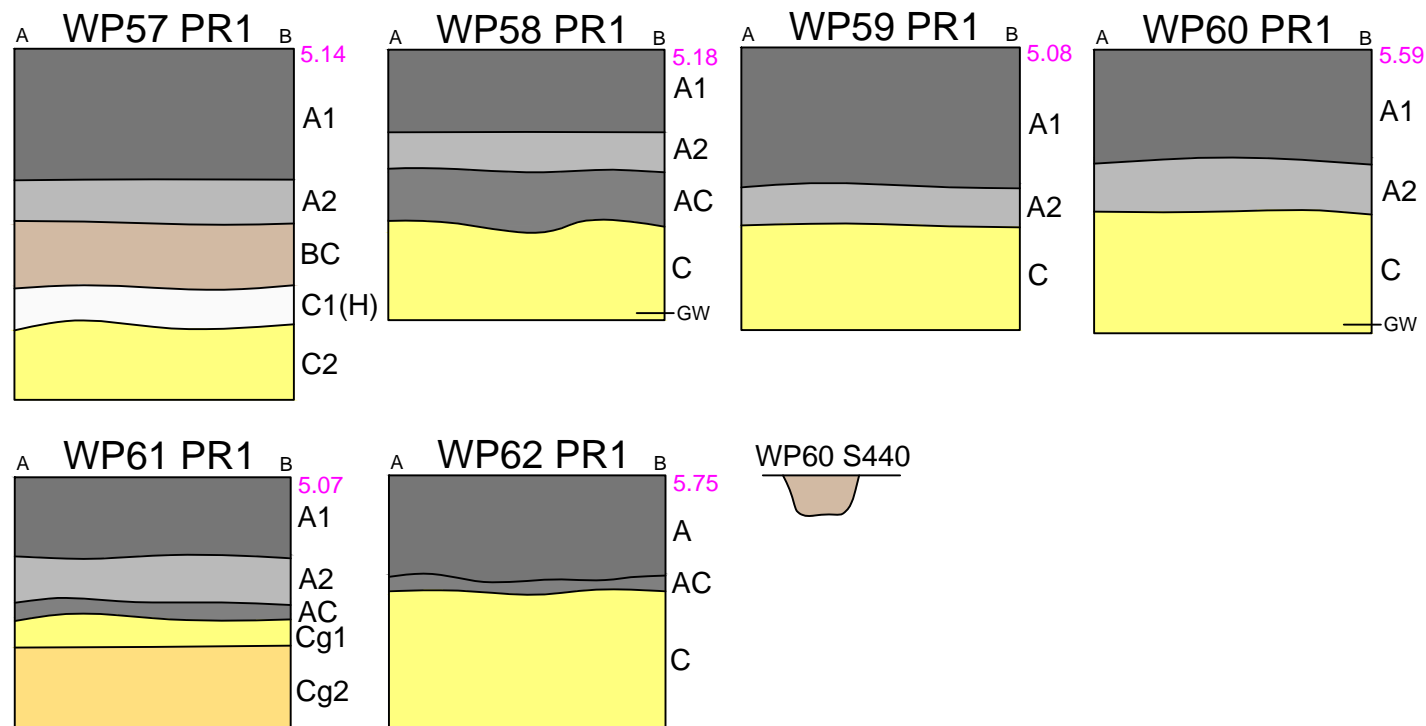 A WP57 PR1 B
5.14
A1
A2
BC
C1(H)
C2
A WP58 PR1 B
5.18
A1
A2
AC
C
GW
A WP59 PR1 B
5.08
A1
A2
C
A WP60 PR1 B
5.59
A1
A2
C
GW
A WP61 PR1 B
5.07
A1
A2
AC
Cg1
Cg2
A WP62 PR1 B
5.75
A
AC
C
WP60 S440